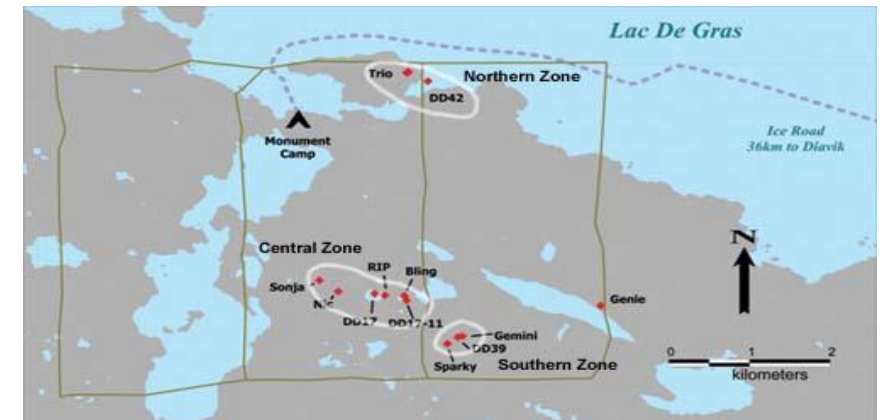 Lac De Gras
Trio
Northern Zone
DD42
Monument
Camp
Ice Road
36km to Diavik
N
Central Zone
RIP
Bling
Sonja
Genie
DD17
DD17-11
Gemini
DD39
Sparky
Southern Zone
0 1 2
kilometers